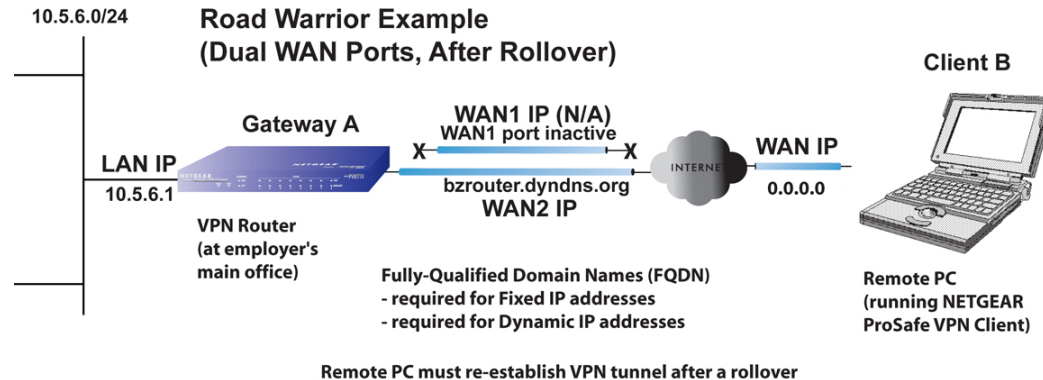 10.5.6.0/24
Road Warrior Example
(Dual WAN Ports, After Rollover)
Client B
Gateway A
WAN1 IP (N/A)
WAN1 port inactive
X
X
LAN IP
10.5.6.1
NETGEAR
NETGEAR
INTERNET
WAN IP
0.0.0.0
bzrouter.dyndns.org
WAN2 IP
VPN Router
(at employer's
main office)
Fully-Qualified Domain Names (FQDN)
- required for Fixed IP addresses
- required for Dynamic IP addresses
Remote PC
(running NETGEAR
ProSafe VPN Client)
Remote PC must re-establish VPN tunnel after a rollover